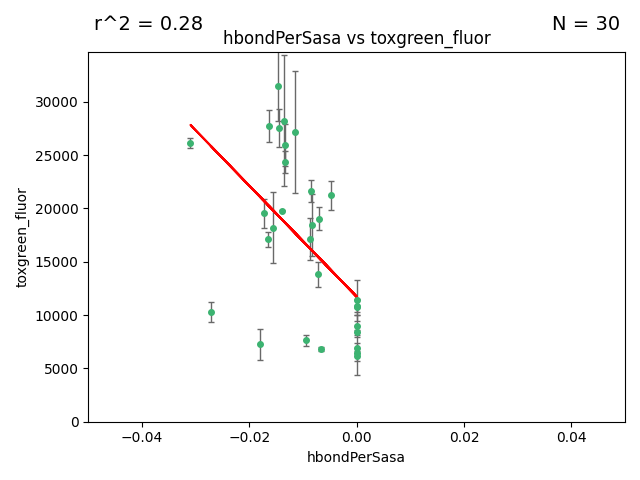 r^2 = 0.28
N = 30
hbondPerSasa vs toxgreen_fluor
30000
25000
20000
15000
10000
5000
0
toxgreen_fluor
−0.04
−0.02
0.00
0.02
0.04
hbondPerSasa